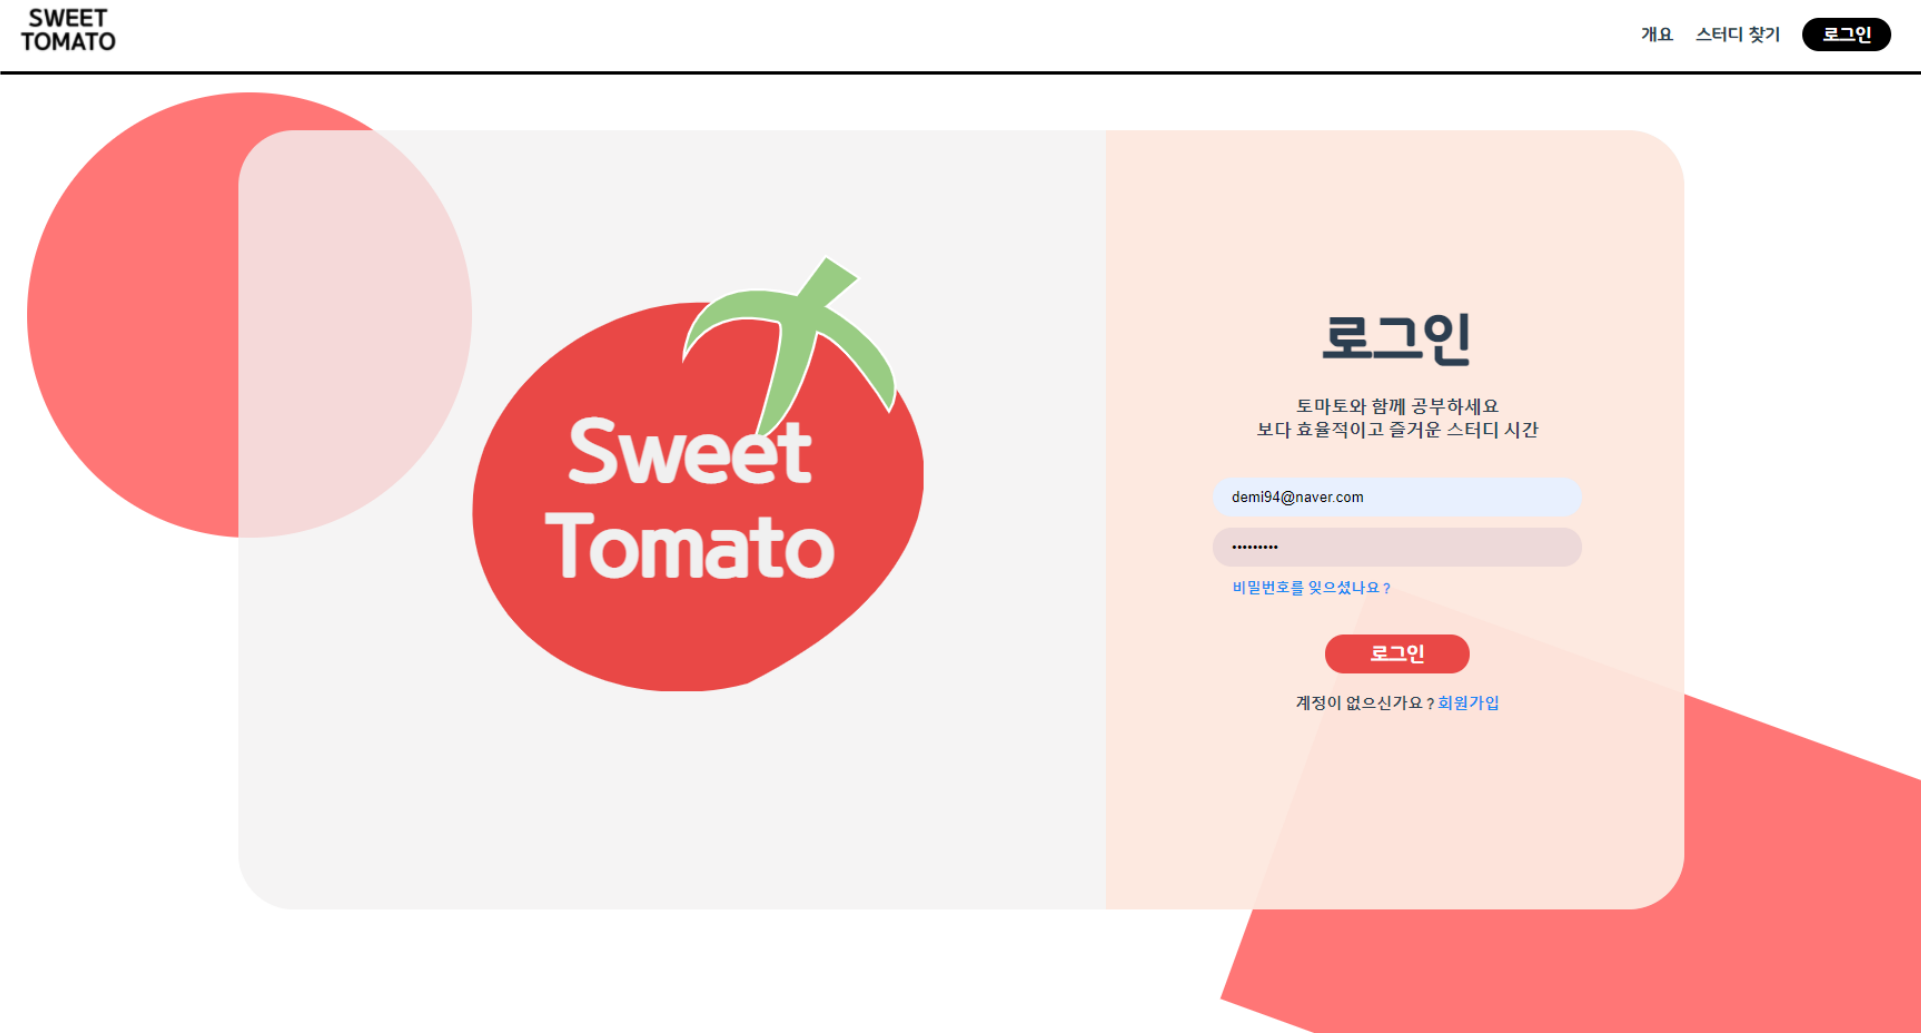 SWEET
TOMATO
개요
스터디 찾기
로그인
Sweet
Tomato
로그인
토마토와 함께 공부하세요
보다 효율적이고 즐거운 스터디 시간
demi94@naver.com
•••••••••
비밀번호를 잊으셨나요 ?
로그인
계정이 없으신가요 ? 회원가입